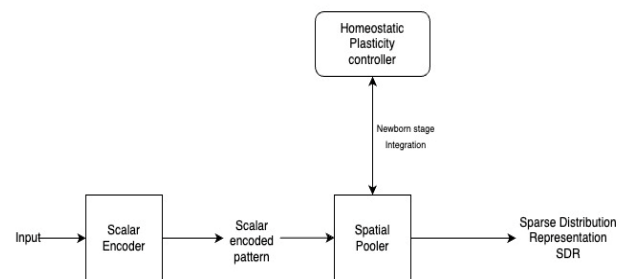 Homeostatic
Plasticity
controller
Newborn stage
Integration
Input
Scalar
Encoder
Scalar
encoded
pattern
Spatial
Pooler
Sparse Distribution
Representation
SDR